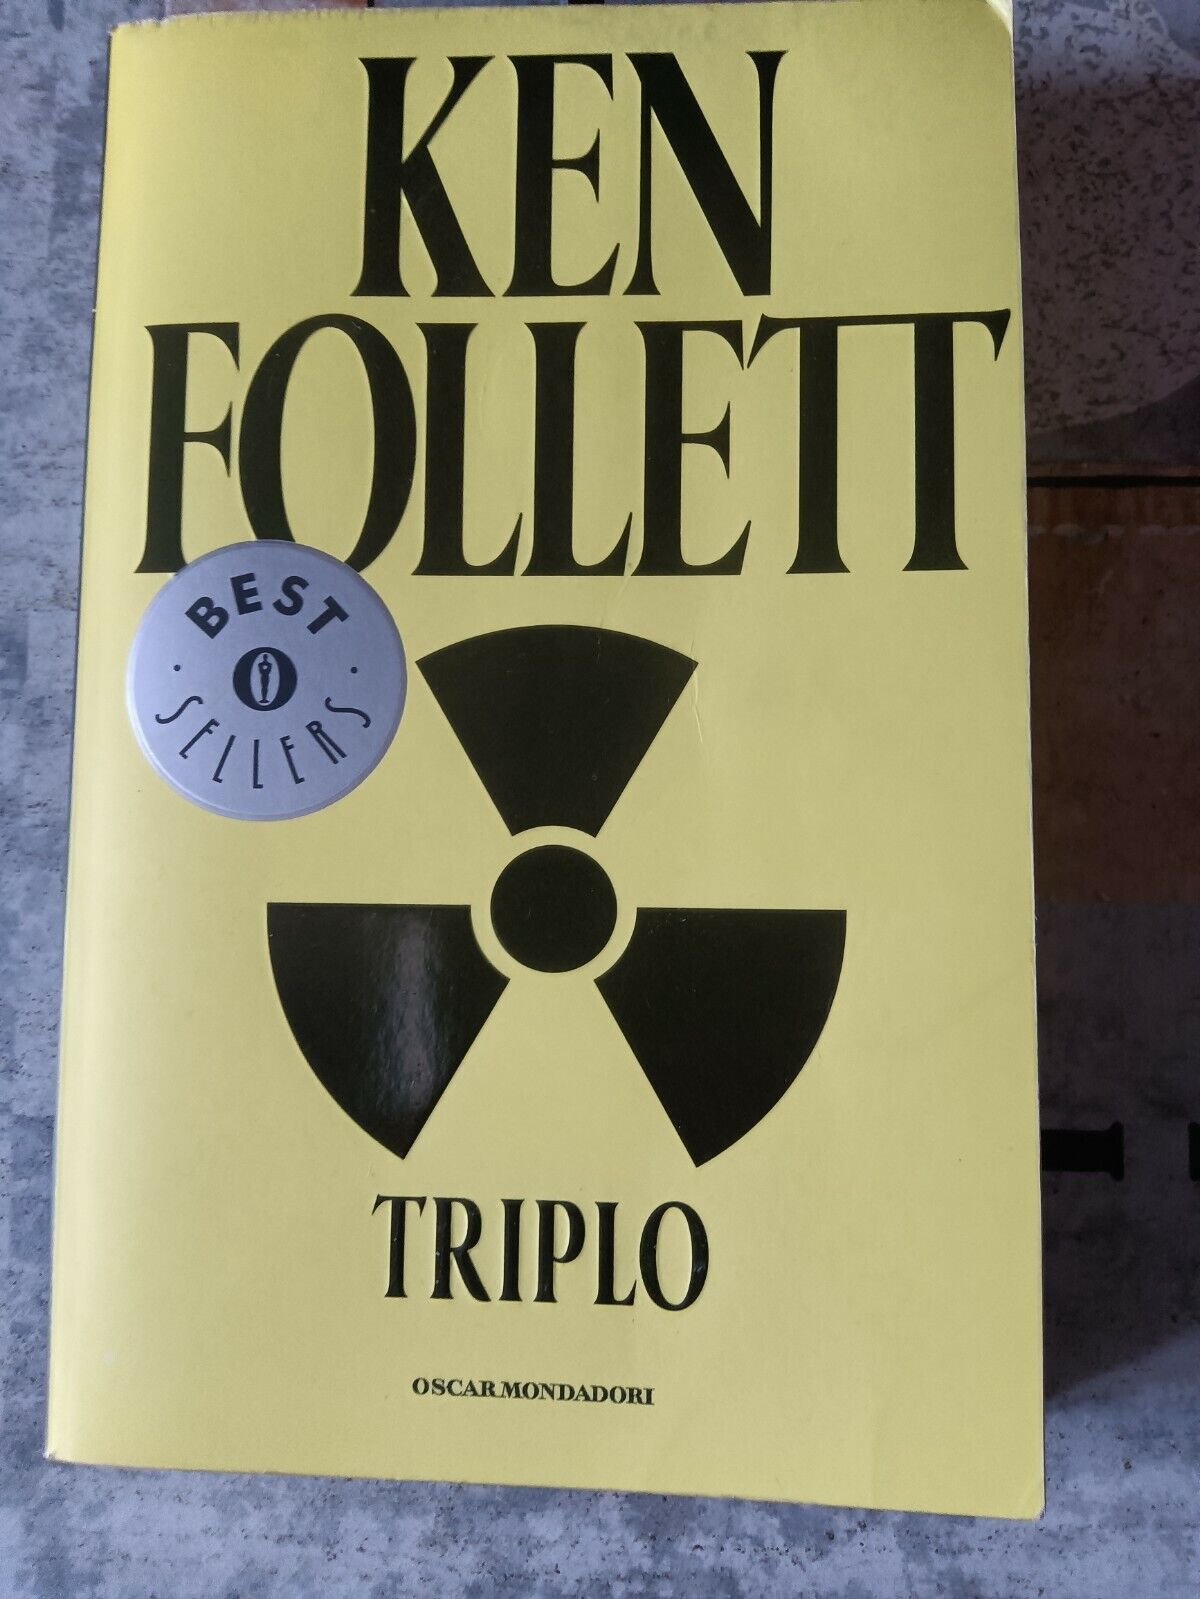 KEN
FOLLETT
BEST
SELLERS
TRIPLO
OSCAR MONDADORI